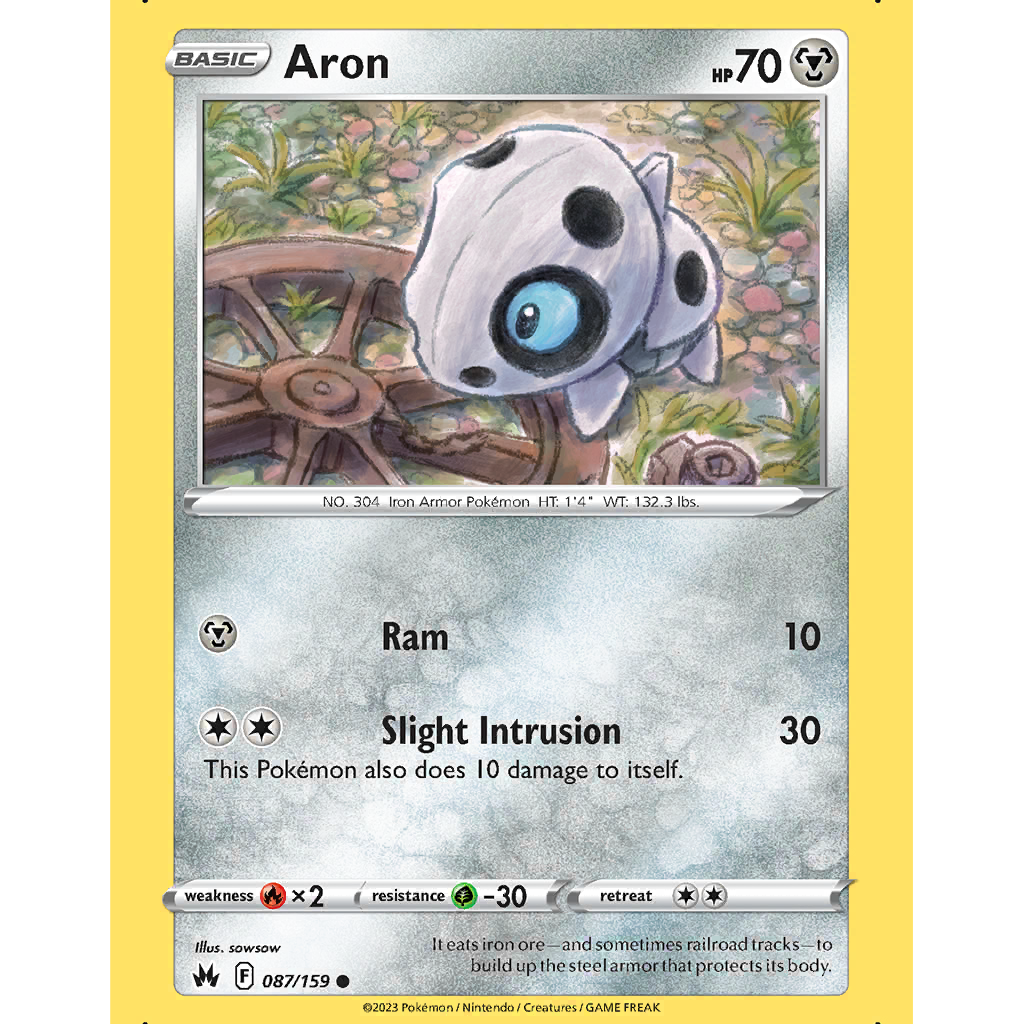 BASIC Aron HP 70
NO. 304 Iron Armor Pokémon HT: 1'4" WT: 132.3 lbs.
Ram 10
Slight Intrusion 30
This Pokémon also does 10 damage to itself.
weakness ×2 resistance -30 retreat
Illus. sowsow
It eats iron ore—and sometimes railroad tracks—to
build up the steel armor that protects its body.
F 087/159
©2023 Pokémon / Nintendo / Creatures / GAME FREAK